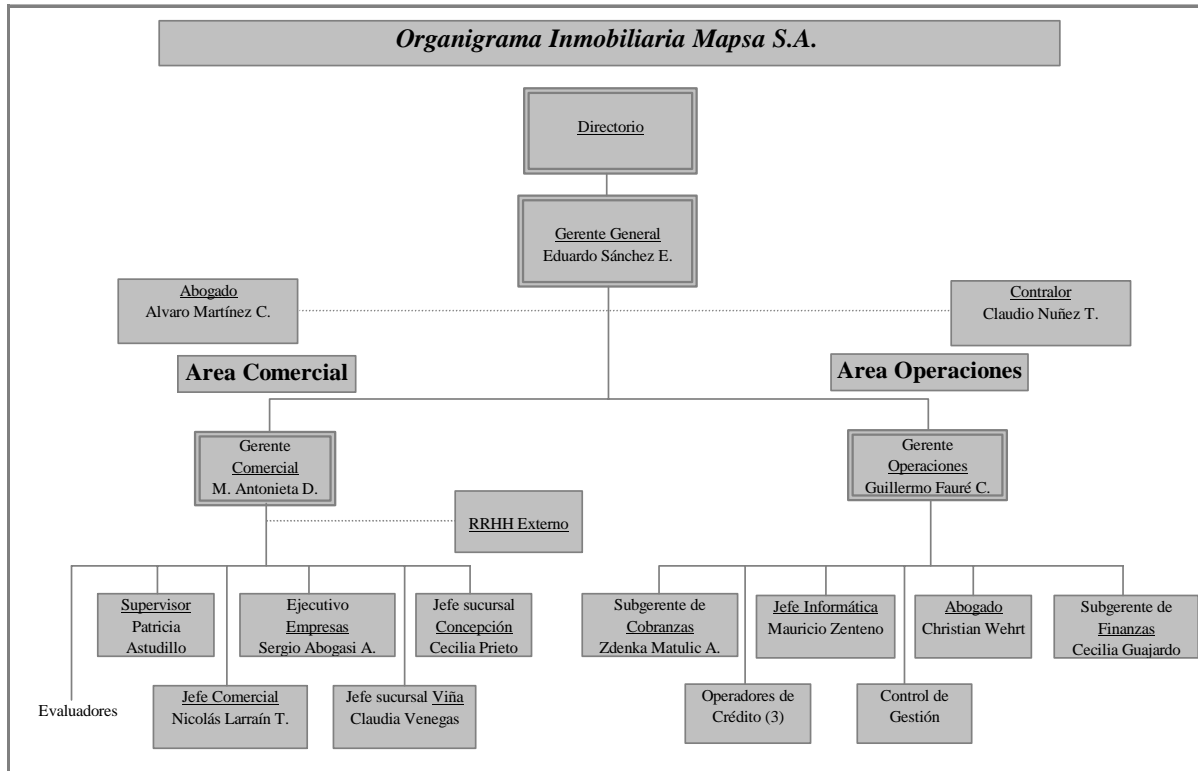 Organigrama Inmobiliaria Mapsa S.A.
Directorio
Gerente General
Eduardo Sánchez E.
Abogado
Alvaro Martínez C.
Contralor
Claudio Nuñez T.
Area Comercial
Area Operaciones
Gerente
Comercial
M. Antonieta D.
Gerente
Operaciones
Guillermo Fauré C.
RRHH Externo
Supervisor
Patricia
Astudillo
Ejecutivo
Empresas
Sergio Abogasi A.
Jefe sucursal
Concepción
Cecilia Prieto
Subgerente de
Cobranzas
Zdenka Matulic A.
Jefe Informática
Mauricio Zenteno
Abogado
Christian Wehrt
Subgerente de
Finanzas
Cecilia Guajardo
Evaluadores
Jefe Comercial
Nicolás Larraín T.
Jefe sucursal Viña
Claudia Venegas
Operadores de
Crédito (3)
Control de
Gestión